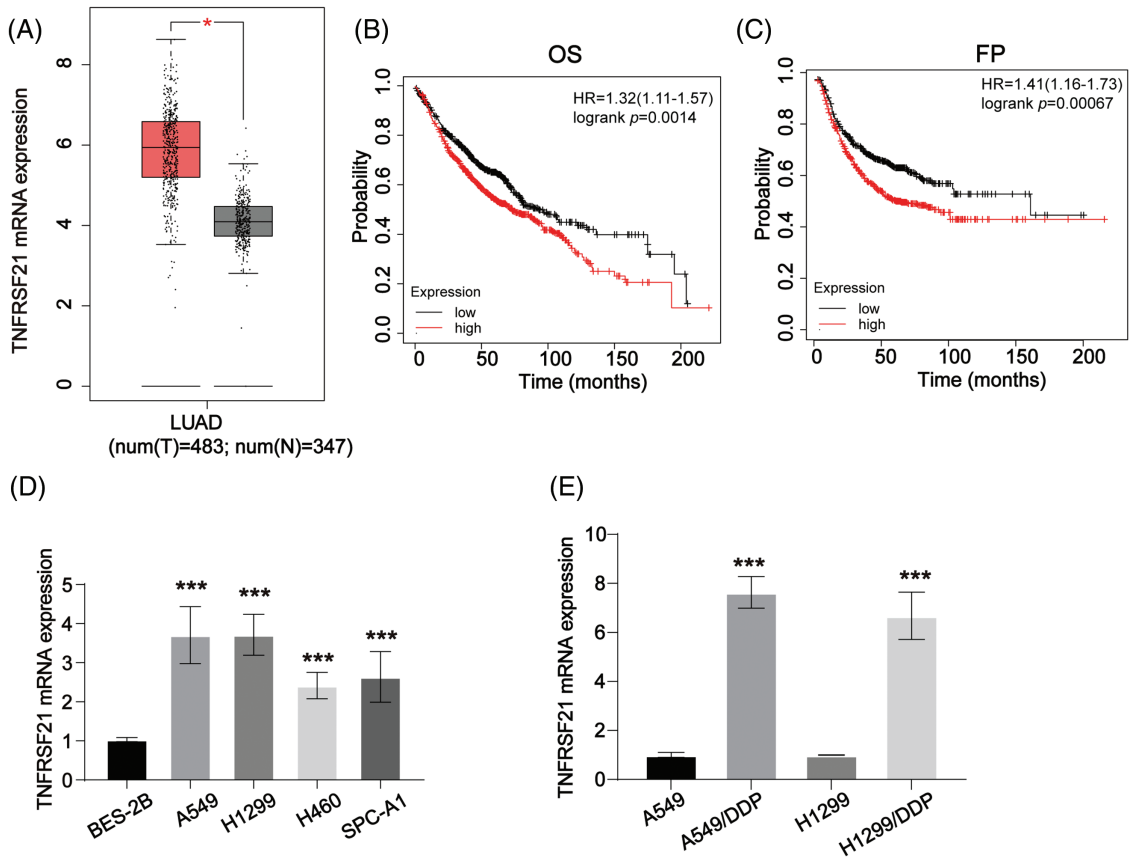 (A)
TNFRSF21 mRNA expression
8
6
4
2
0
*
LUAD
(num(T)=483; num(N)=347)
(B)
OS
HR=1.32(1.11-1.57)
logrank p=0.0014
Probability
1.0
0.8
0.6
0.4
0.2
0.0
Expression
low
high
0 50 100 150 200
Time (months)
(C)
FP
HR=1.41(1.16-1.73)
logrank p=0.00067
Probability
1.0
0.8
0.6
0.4
0.2
0.0
Expression
low
high
0 50 100 150 200
Time (months)
(D)
TNFRSF21 mRNA expression
5
4
3
2
1
0
*** *** *** ***
BES-2B A549 H1299 H460 SPC-A1
(E)
TNFRSF21 mRNA expression
10
8
6
4
2
0
*** ***
A549 A549/DDP H1299 H1299/DDP